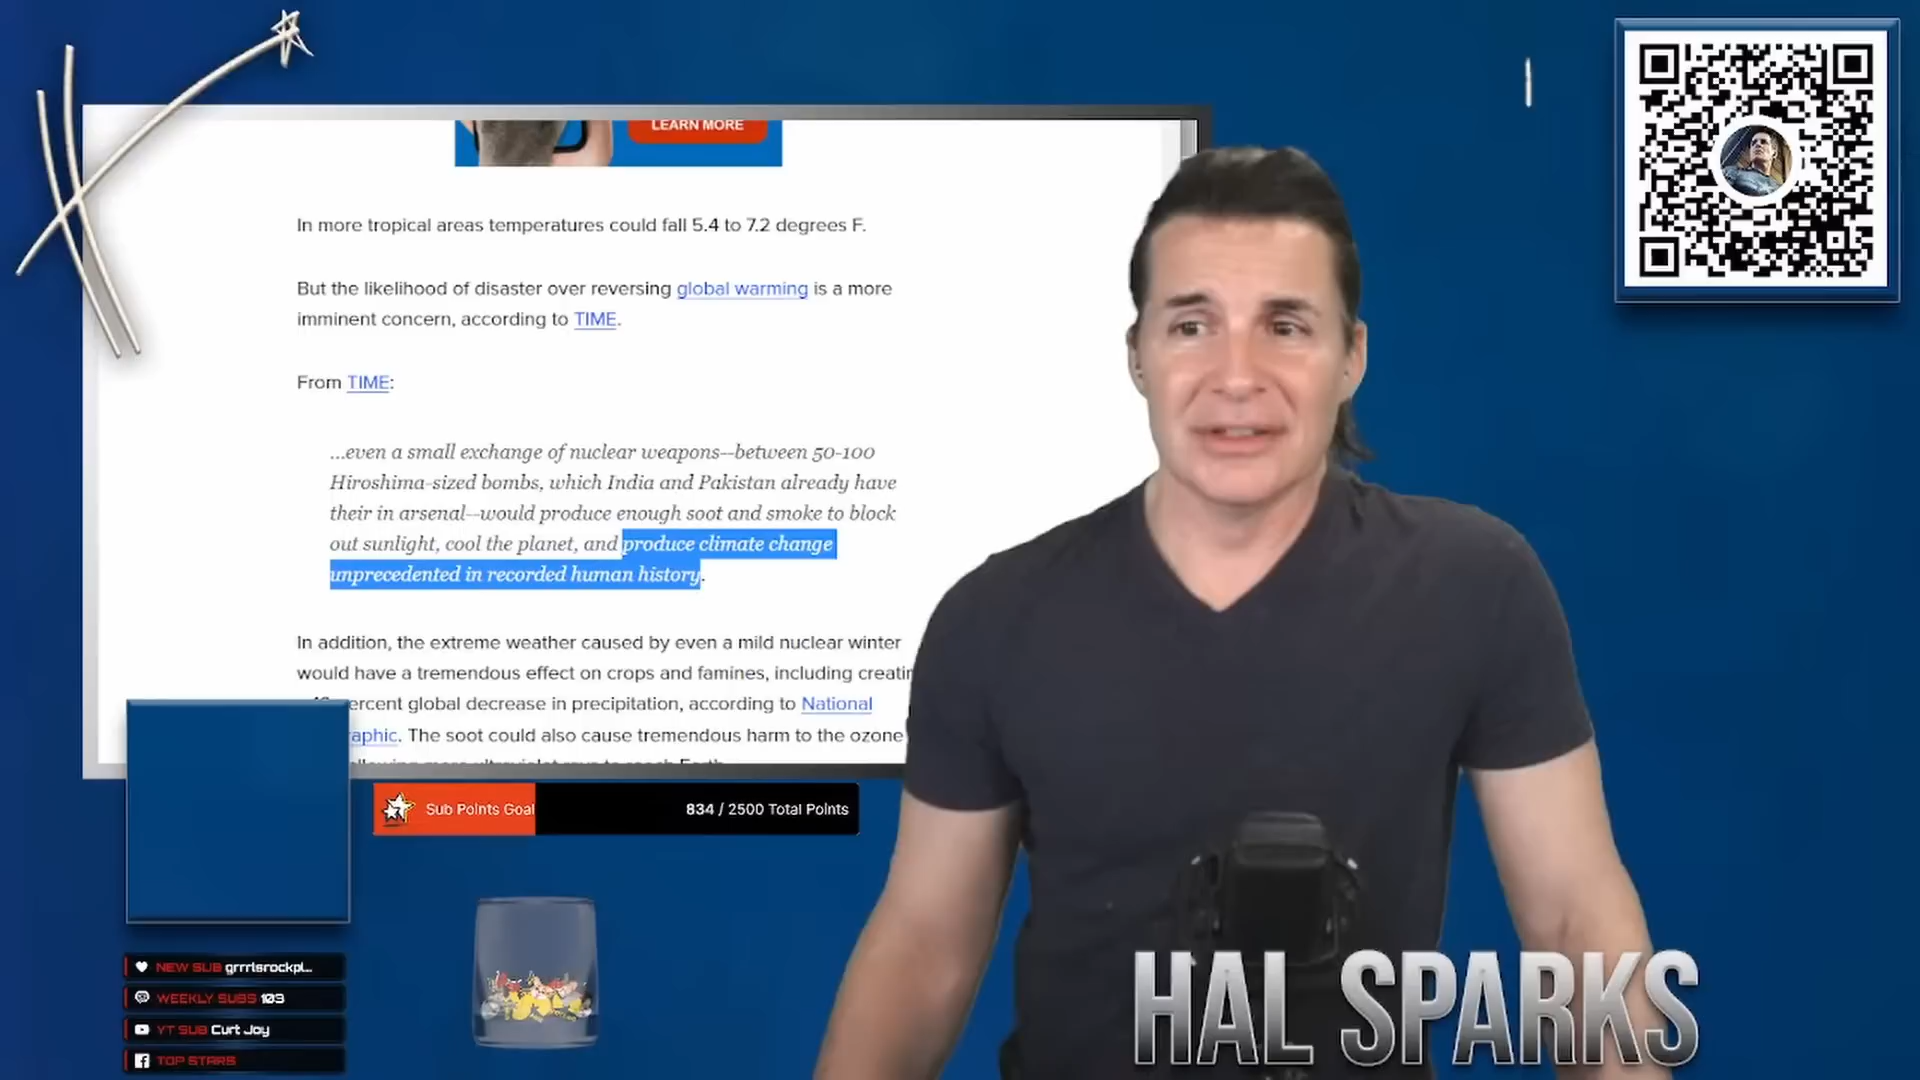 LEARN MORE
In more tropical areas temperatures could fall 5.4 to 7.2 degrees F.
But the likelihood of disaster over reversing global warming is a more
imminent concern, according to TIME.
From TIME:
...even a small exchange of nuclear weapons--between 50-100
Hiroshima-sized bombs, which India and Pakistan already have
their in arsenal--would produce enough soot and smoke to block
out sunlight, cool the planet, and produce climate change
unprecedented in recorded human history.
In addition, the extreme weather caused by even a mild nuclear winter
would have a tremendous effect on crops and famines, including creatin
ercent global decrease in precipitation, according to National
raphic. The soot could also cause tremendous harm to the ozone
Sub Points Goal 834 / 2500 Total Points
NEW SUB grrrlsrockpl...
WEEKLY SUBS 103
YT SUB Curt Joy
TOP STARS
HAL SPARKS